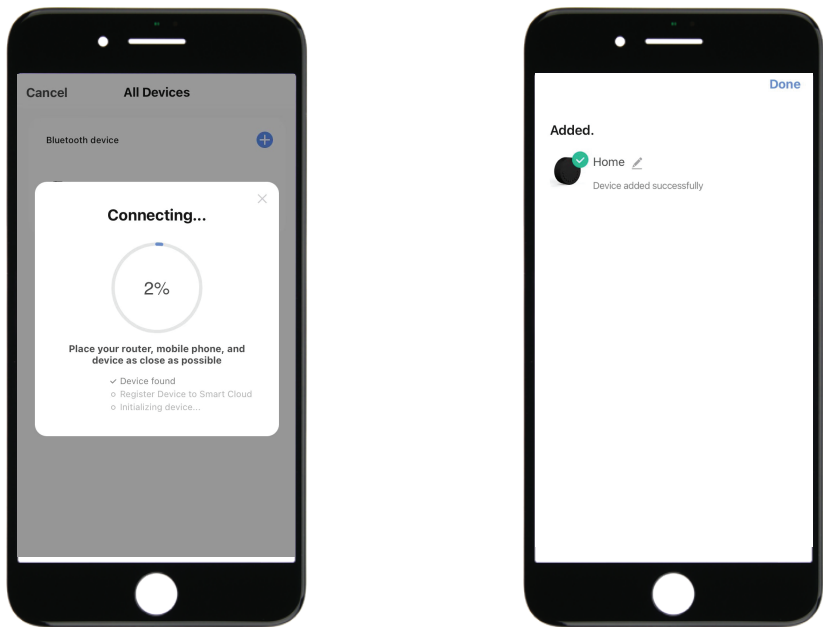 Cancel All Devices
Bluetooth device
Connecting...
2%
Place your router, mobile phone, and
device as close as possible
Device found
Register Device to Smart Cloud
Initializing device...
Done
Added.
Home
Device added successfully